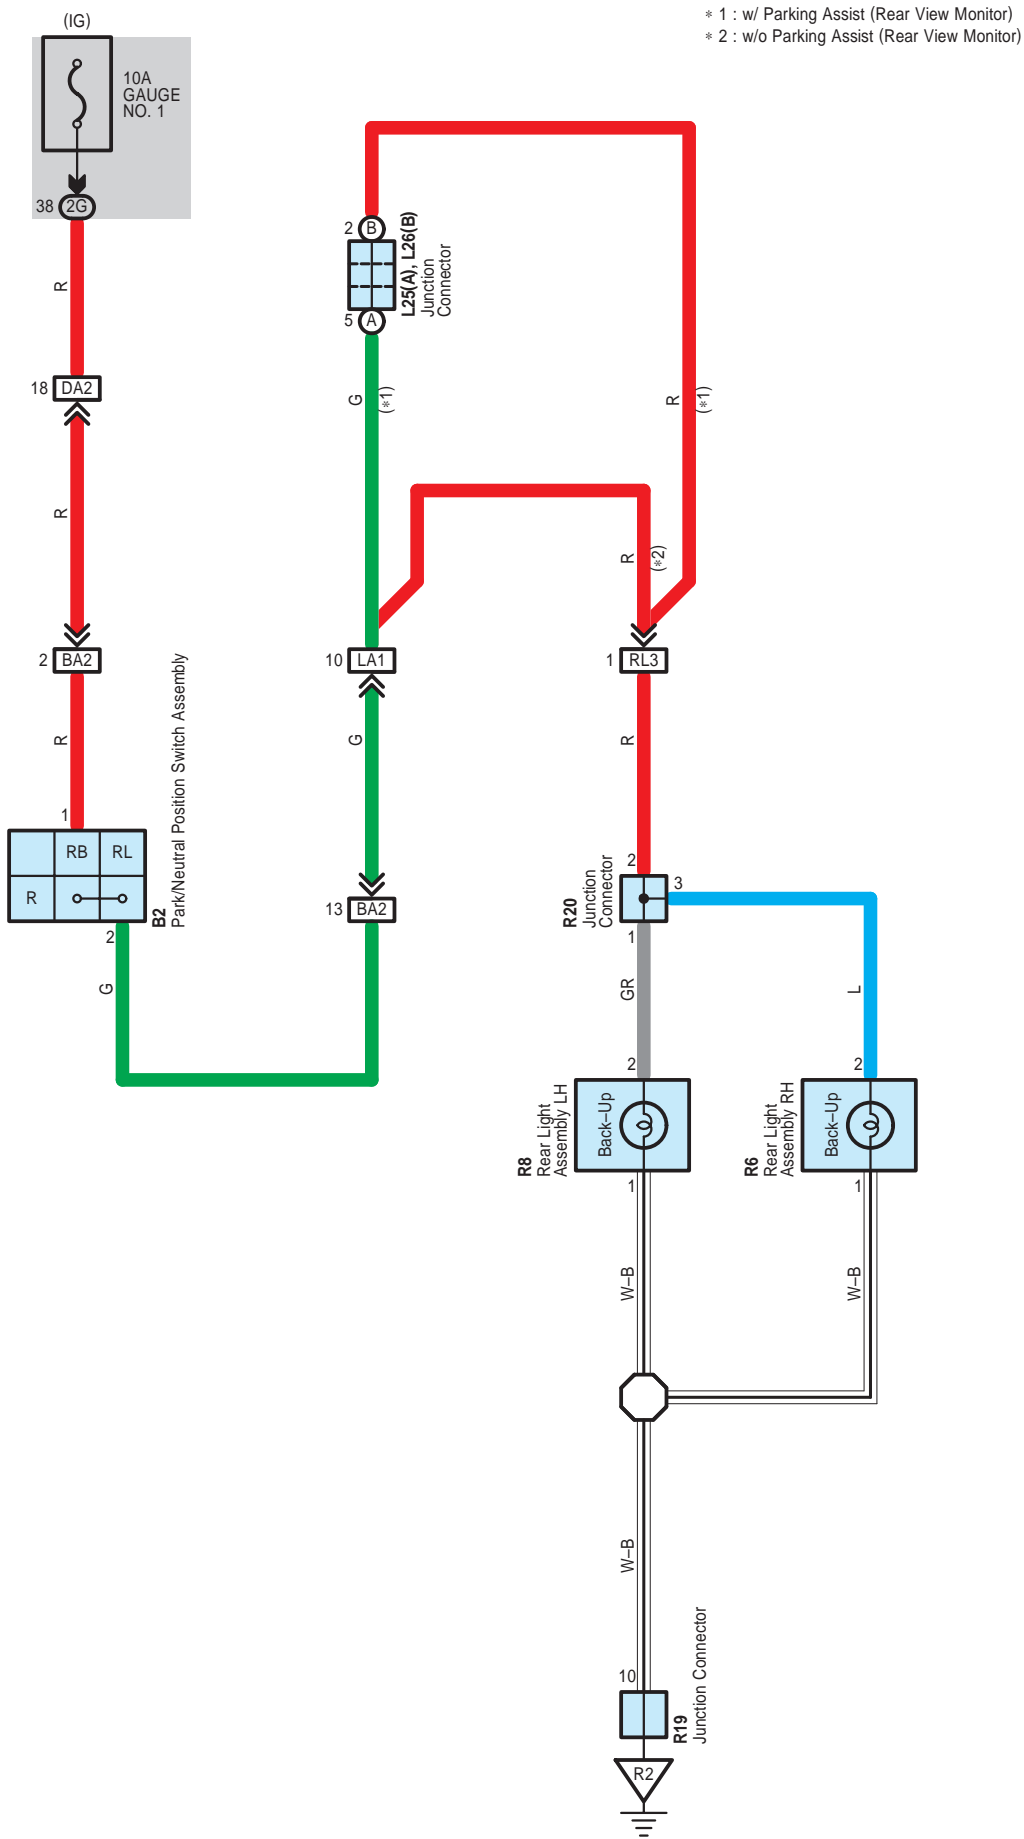 (IG)
∗ 1 : w/ Parking Assist (Rear View Monitor)
∗ 2 : w/o Parking Assist (Rear View Monitor)
10A
GAUGE
NO. 1
38 2G
R
18 DA2
R
2 BA2
R
1
RB RL
R
2
B2
Park/Neutral Position Switch Assembly
G
13 BA2
G
10 LA1
G
(∗1)
5 A
2 B
L25(A), L26(B)
Junction
Connector
R
(∗1)
R
(∗2)
1 RL3
R
2
3
1
R20
Junction
Connector
GR
L
2
Back–Up
R8
Rear Light
Assembly LH
1
2
Back–Up
R6
Rear Light
Assembly RH
1
W–B
W–B
W–B
10
R19
Junction Connector
R2